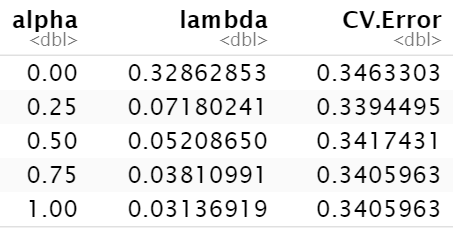 alpha lambda CV.Error
<dbl> <dbl> <dbl>
0.00 0.32862853 0.3463303
0.25 0.07180241 0.3394495
0.50 0.05208650 0.3417431
0.75 0.03810991 0.3405963
1.00 0.03136919 0.3405963